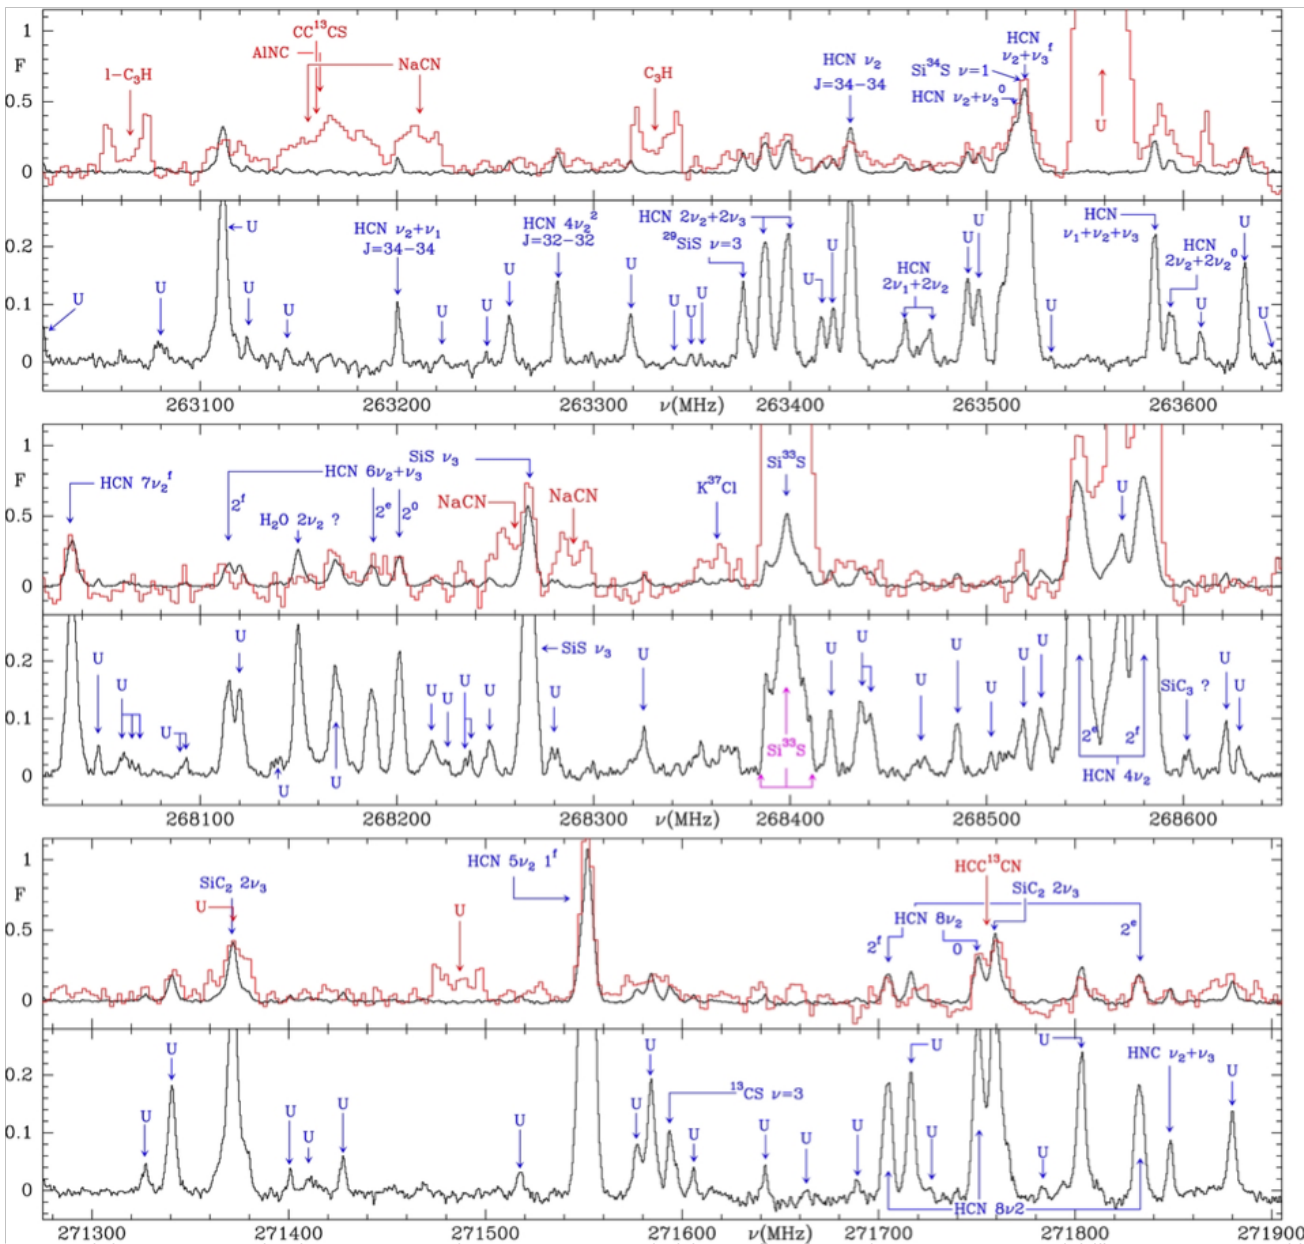 1
F
0.5
0
l-C₃H
CC¹³CS
AlNC
NaCN
C₃H
HCN ν₂
J=34-34
Si³⁴S ν=1
HCN ν₂+ν₃⁰
HCN
ν₂+ν₃ᶠ
U
0.2
0.1
0
U
U
U
U
U
HCN ν₂+ν₁
J=34-34
U
U
U
HCN 4ν₂²
J=32-32
U
U
U
U
HCN 2ν₂+2ν₃
²⁹SiS ν=3
U
U
HCN
2ν₁+2ν₂
U
U
U
HCN
ν₁+ν₂+ν₃
HCN
2ν₂+2ν₂⁰
U
U
U
263100 263200 263300 ν(MHz) 263400 263500 263600
1
F
0.5
0
HCN 7ν₂ᶠ
2ᶠ
HCN 6ν₂+ν₃
H₂O 2ν₂ ?
2ᵉ
2⁰
SiS ν₃
NaCN
NaCN
K³⁷Cl
Si³³S
U
0.2
0.1
0
U
U
U
U
U
U
U
U
U
U
SiS ν₃
U
U
Si³³S
U
U
U
U
U
U
U
2ᵉ
2ᶠ
HCN 4ν₂
SiC₃ ?
U
U
268100 268200 268300 ν(MHz) 268400 268500 268600
1
F
0.5
0
SiC₂ 2ν₃
U
U
HCN 5ν₂ 1ᶠ
HCC¹³CN
SiC₂ 2ν₃
HCN 8ν₂
2ᶠ
0
2ᵉ
0.2
0.1
0
U
U
U
U
U
U
U
U
¹³CS ν=3
U
U
U
U
U
U
U
U
HCN 8ν2
HNC ν₂+ν₃
U
271300 271400 271500 271600 ν(MHz) 271700 271800 271900